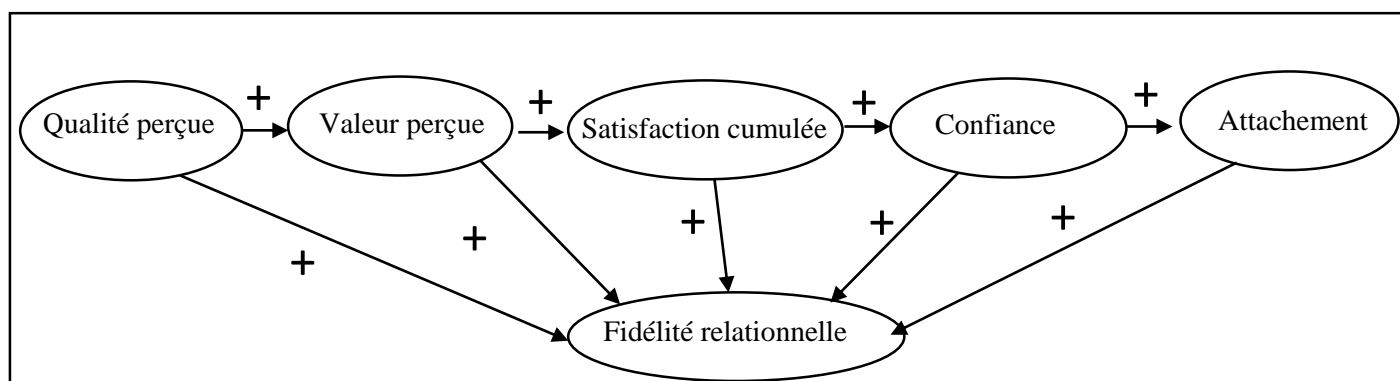 + + + +
Qualité perçue Valeur perçue Satisfaction cumulée Confiance Attachement
+ + + + +
Fidélité relationnelle